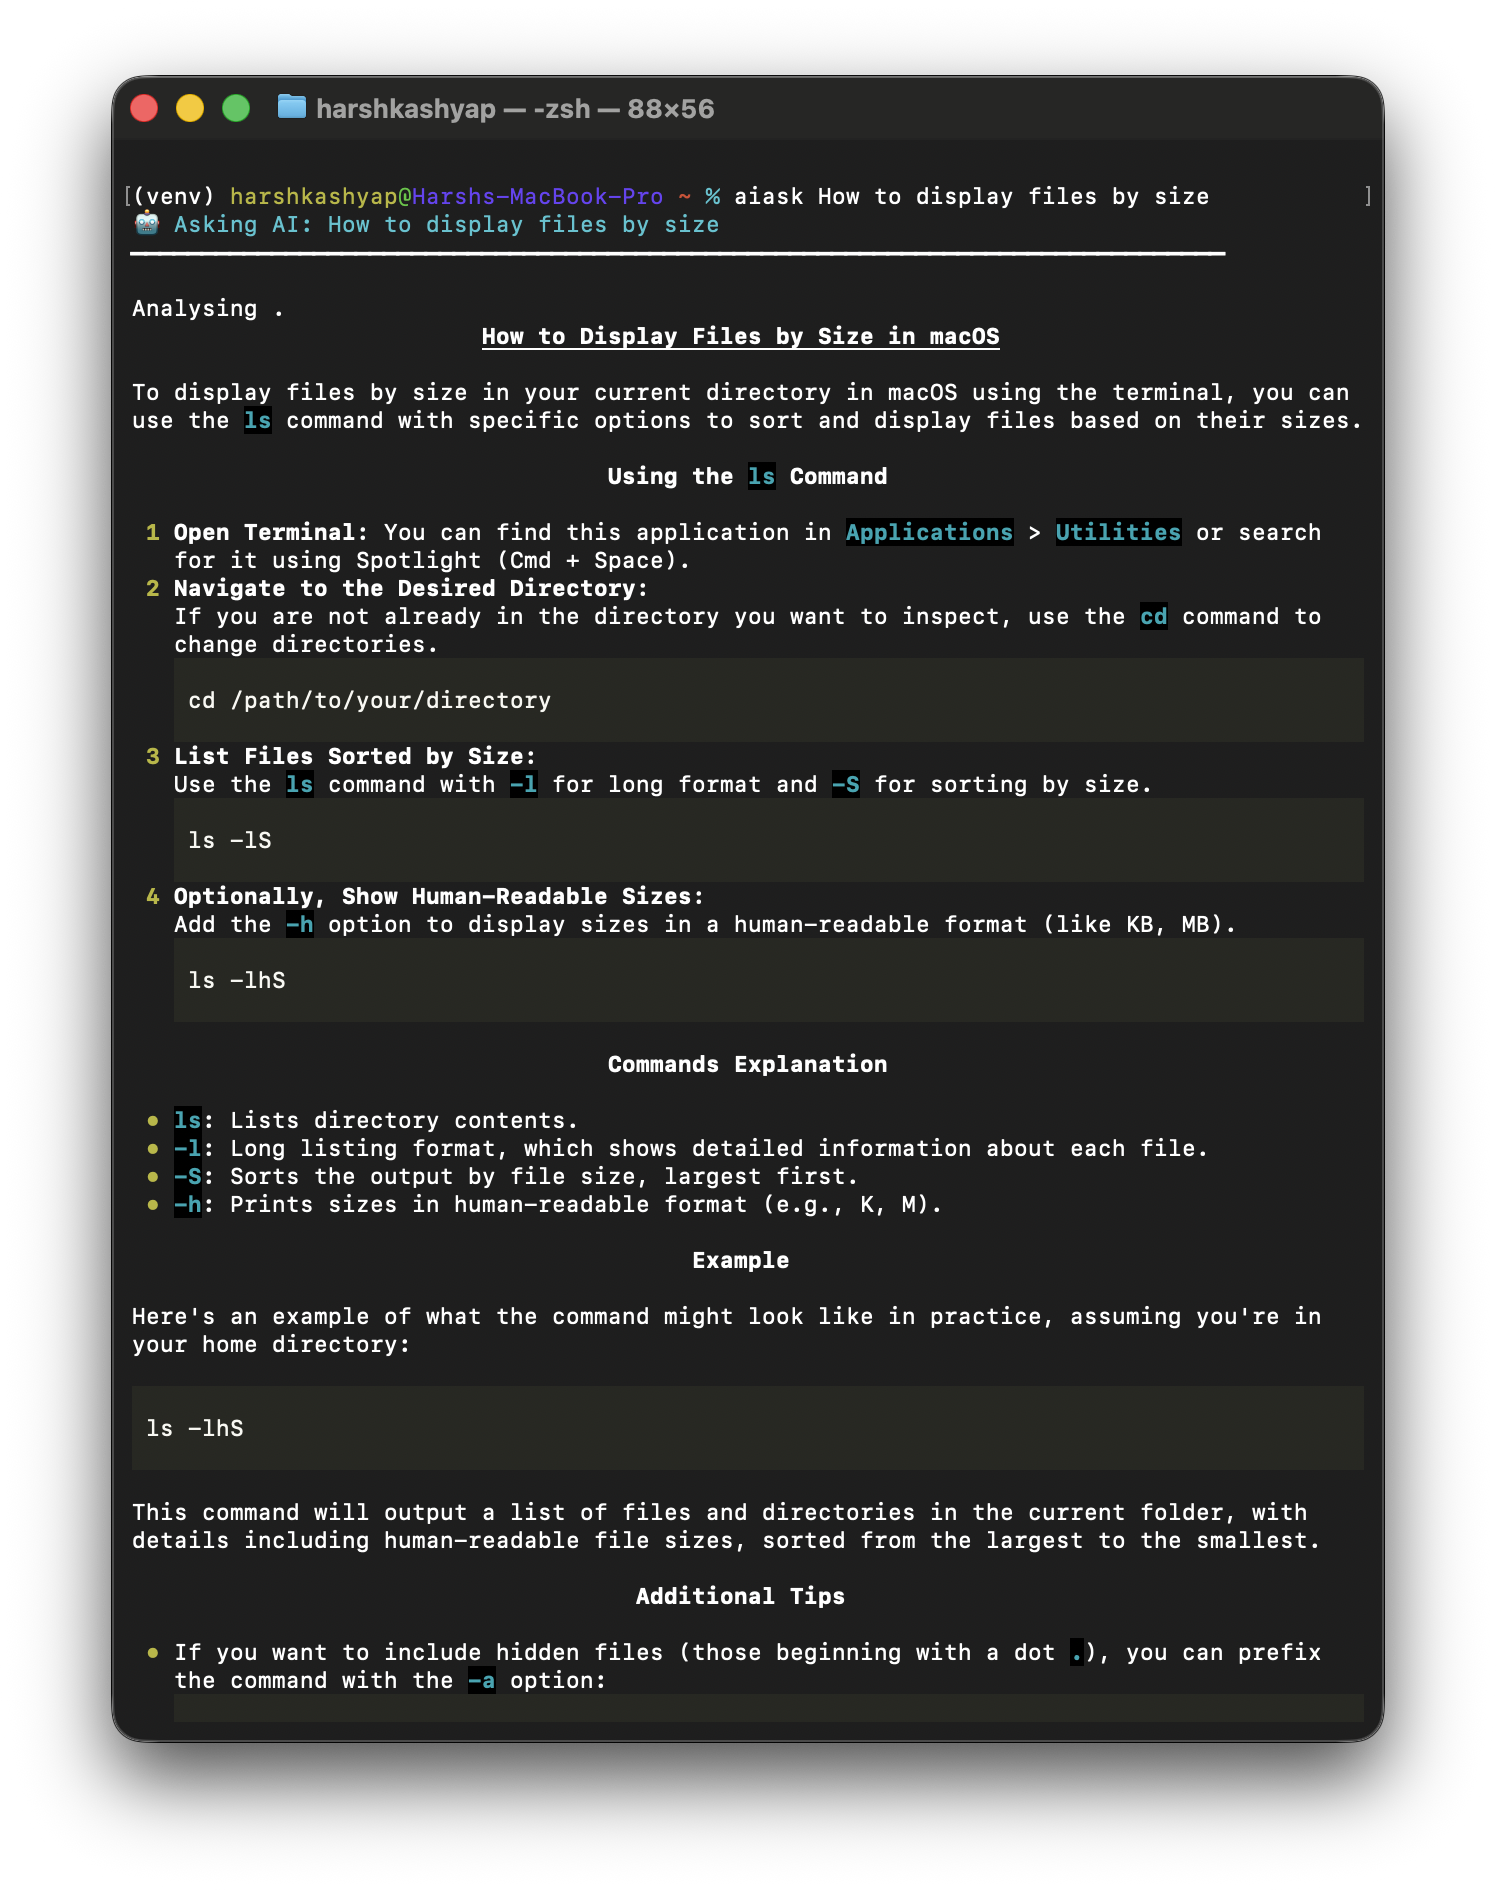 harshkashyap — -zsh — 88×56
[(venv) harshkashyap@Harshs-MacBook-Pro ~ % aiask How to display files by size ]
🤖 Asking AI: How to display files by size
Analysing .
How to Display Files by Size in macOS
To display files by size in your current directory in macOS using the terminal, you can
use the ls command with specific options to sort and display files based on their sizes.
Using the ls Command
1 Open Terminal: You can find this application in Applications > Utilities or search
for it using Spotlight (Cmd + Space).
2 Navigate to the Desired Directory:
If you are not already in the directory you want to inspect, use the cd command to
change directories.
cd /path/to/your/directory
3 List Files Sorted by Size:
Use the ls command with -l for long format and -S for sorting by size.
ls -lS
4 Optionally, Show Human-Readable Sizes:
Add the -h option to display sizes in a human-readable format (like KB, MB).
ls -lhS
Commands Explanation
• ls: Lists directory contents.
• -l: Long listing format, which shows detailed information about each file.
• -S: Sorts the output by file size, largest first.
• -h: Prints sizes in human-readable format (e.g., K, M).
Example
Here's an example of what the command might look like in practice, assuming you're in
your home directory:
ls -lhS
This command will output a list of files and directories in the current folder, with
details including human-readable file sizes, sorted from the largest to the smallest.
Additional Tips
• If you want to include hidden files (those beginning with a dot .), you can prefix
the command with the -a option: